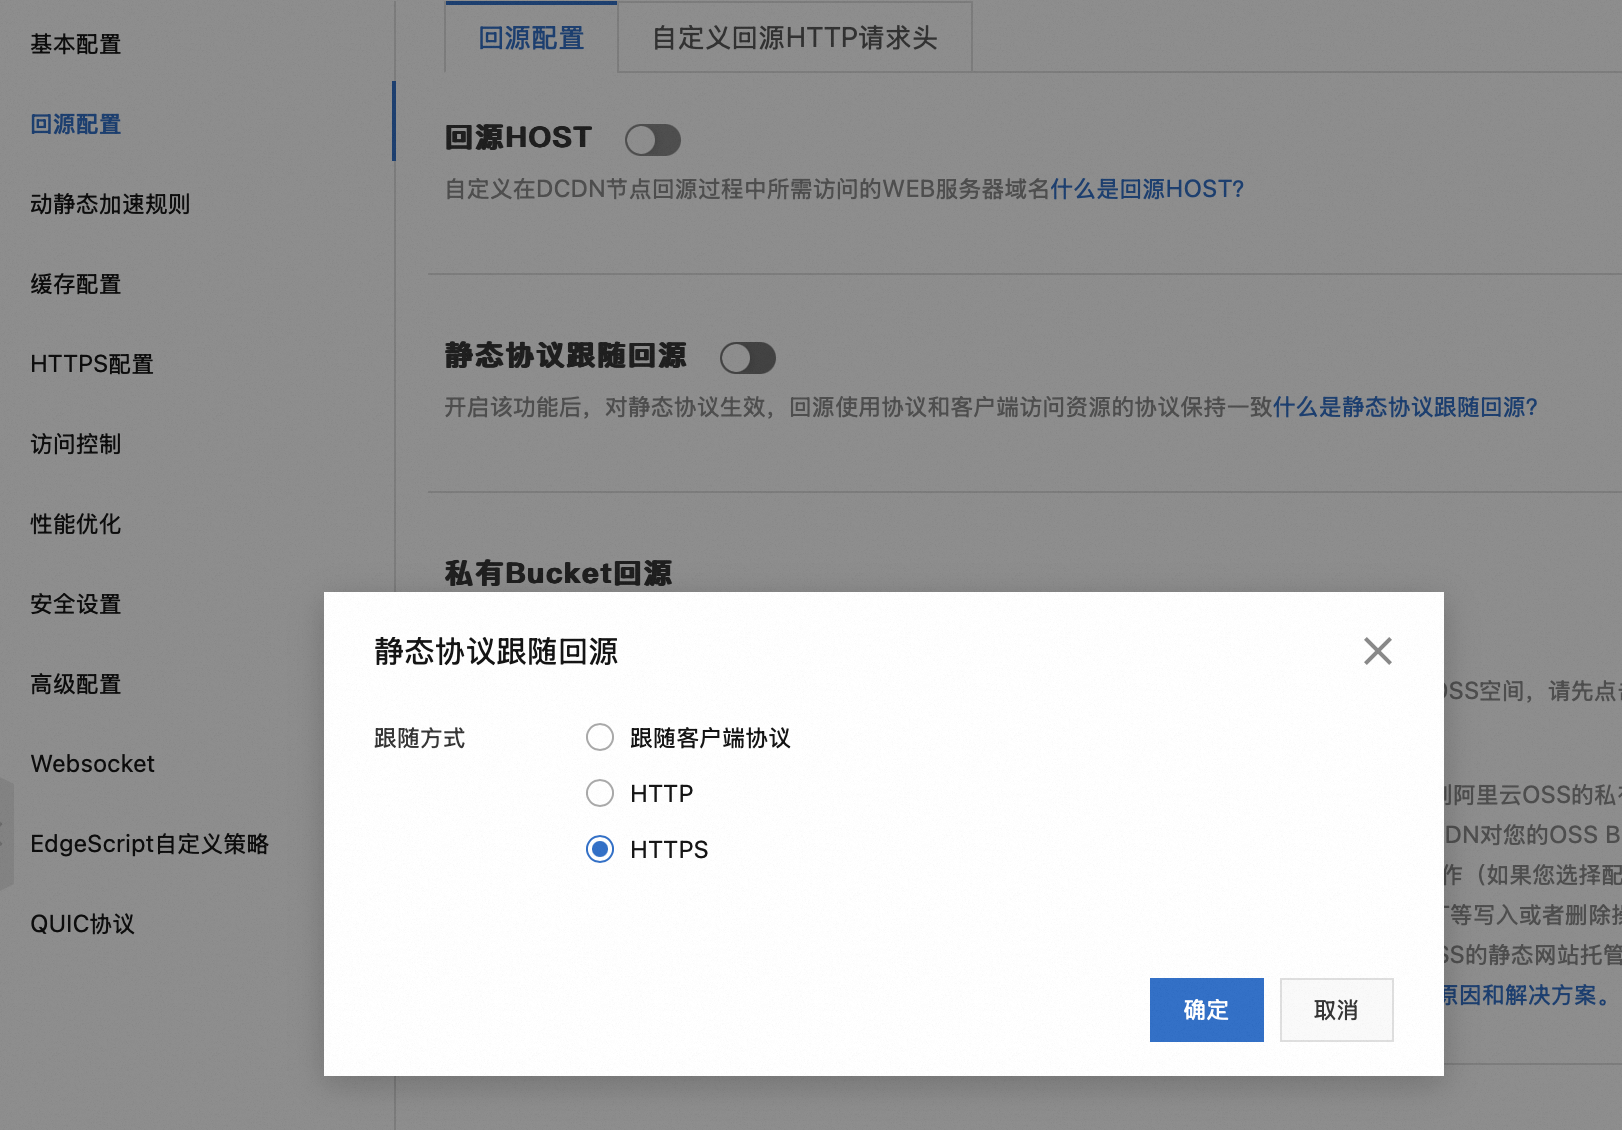 基本配置
回源配置
动静态加速规则
缓存配置
HTTPS配置
访问控制
性能优化
安全设置
高级配置
Websocket
EdgeScript自定义策略
QUIC协议
回源配置
自定义回源HTTP请求头
回源HOST
自定义在DCDN节点回源过程中所需访问的WEB服务器域名什么是回源HOST?
静态协议跟随回源
开启该功能后，对静态协议生效，回源使用协议和客户端访问资源的协议保持一致什么是静态协议跟随回源?
私有Bucket回源
静态协议跟随回源
跟随方式
跟随客户端协议
HTTP
HTTPS
确定
取消
SS空间，请先点
阿里云OSS的私
DN对您的OSS B
作（如果您选择配
等写入或者删除
SS的静态网站托管
原因和解决方案。